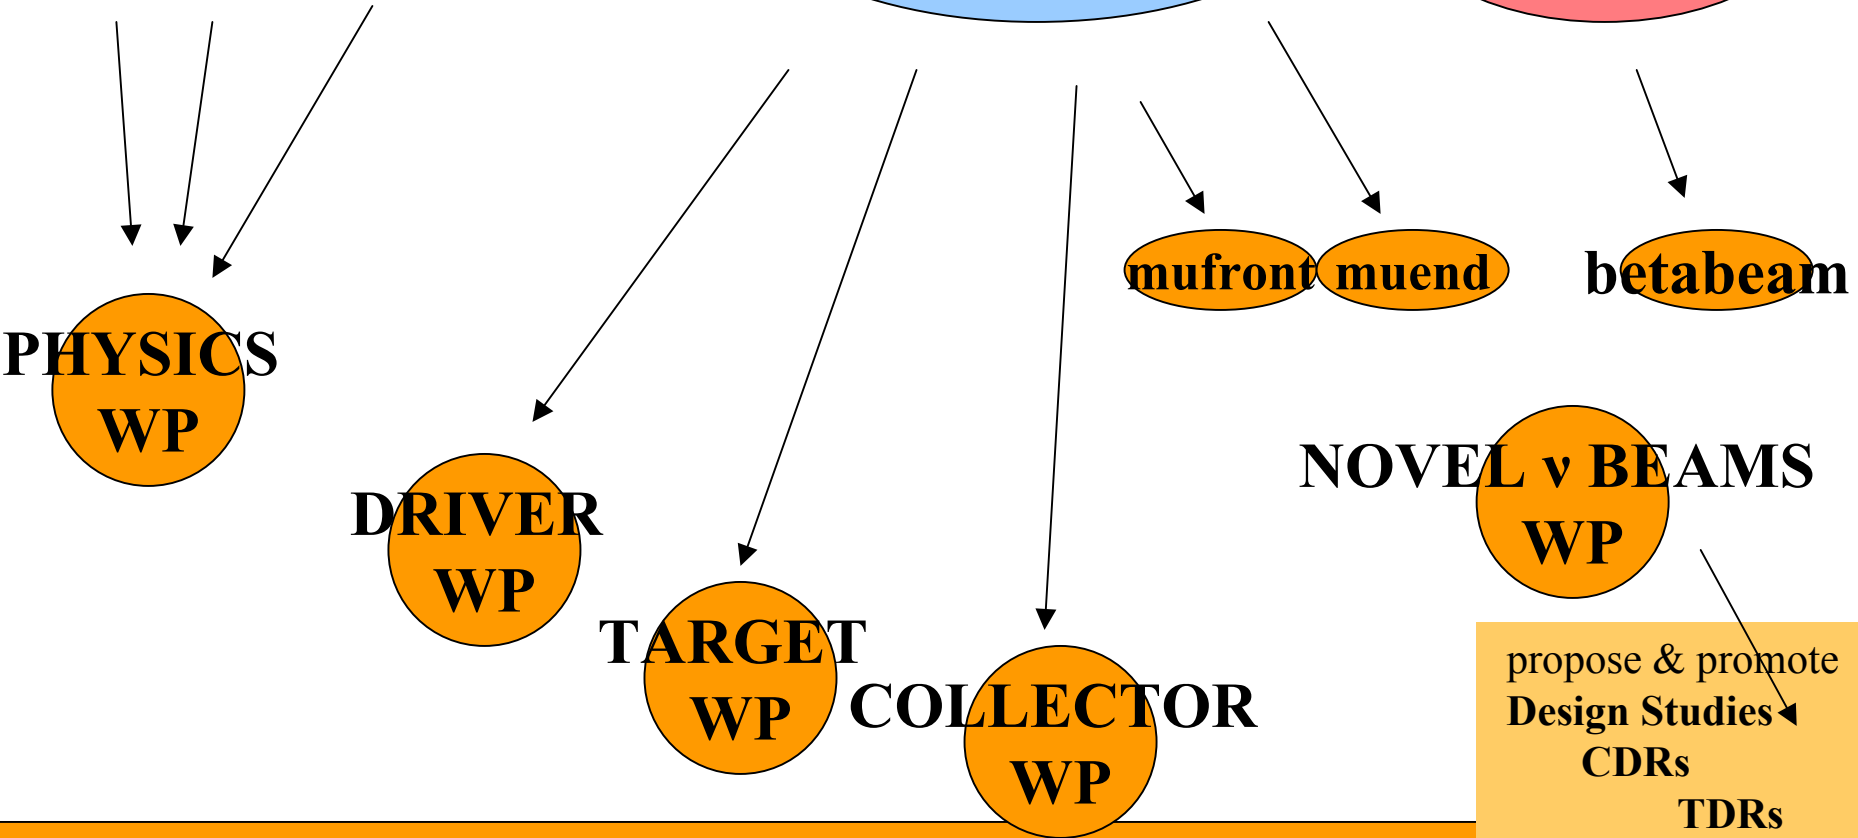 mufront
muend
betabeam
PHYSICS
WP
NOVEL ν BEAMS
WP
DRIVER
WP
TARGET
WP
COLLECTOR
WP
propose & promote
Design Studies
CDRs
TDRs